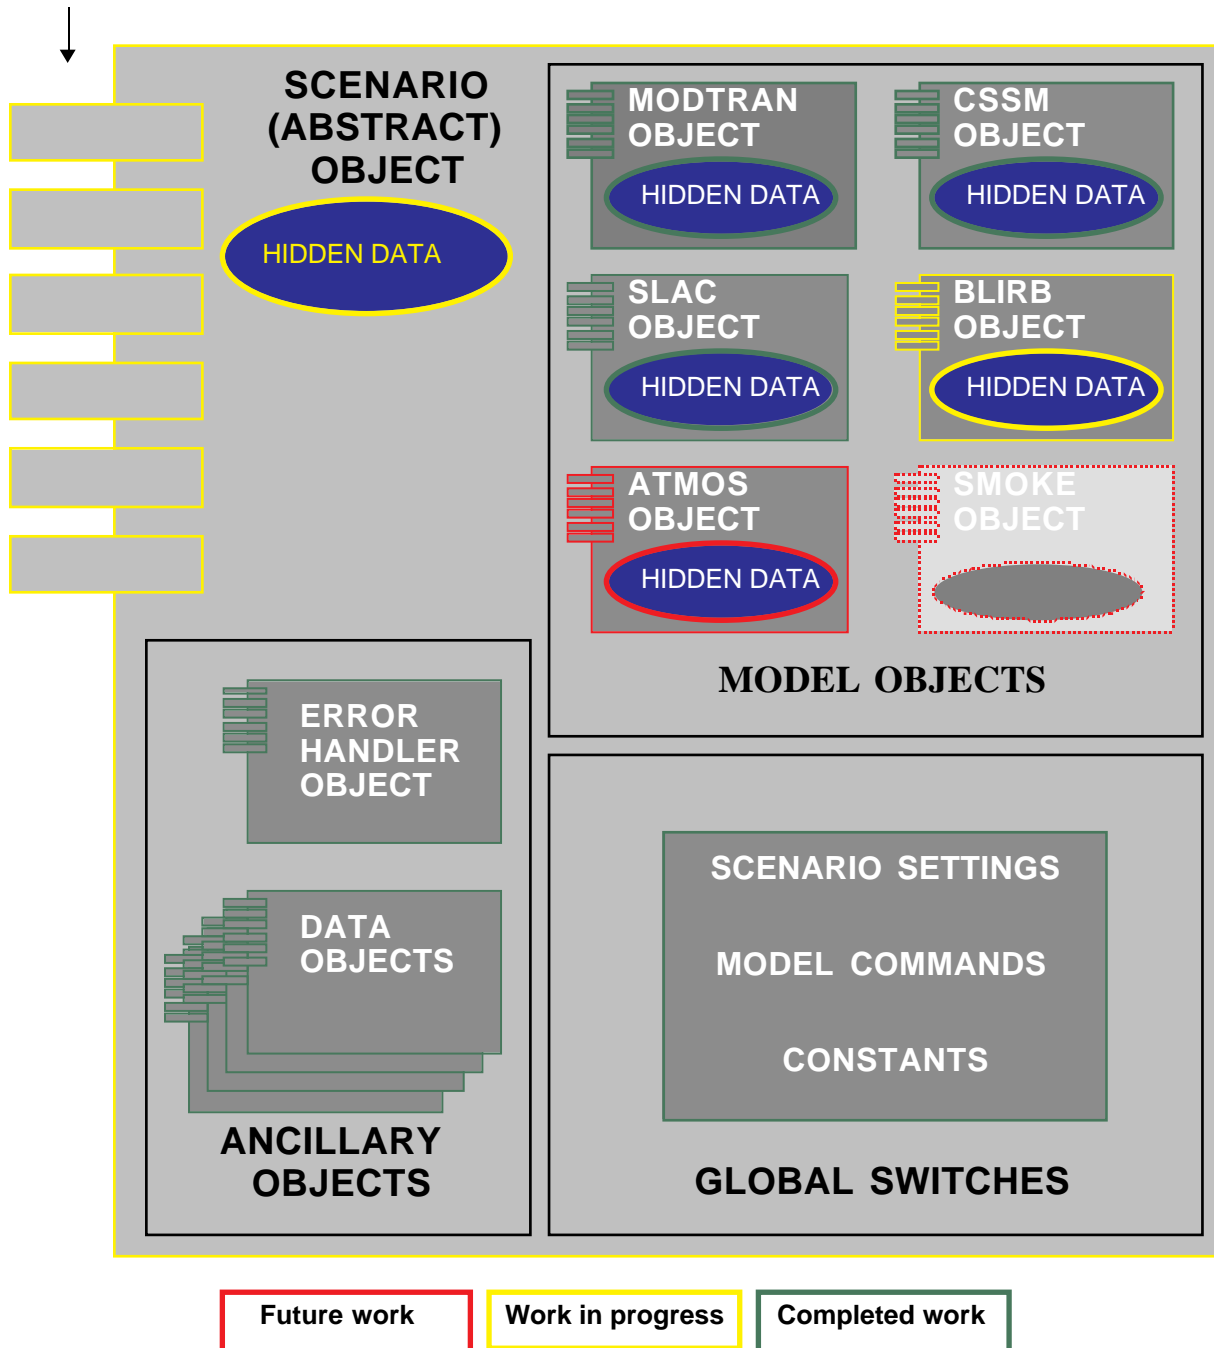 SCENARIO
(ABSTRACT)
OBJECT
HIDDEN DATA
MODTRAN
OBJECT
HIDDEN DATA
CSSM
OBJECT
HIDDEN DATA
SLAC
OBJECT
HIDDEN DATA
BLIRB
OBJECT
HIDDEN DATA
ATMOS
OBJECT
HIDDEN DATA
SMOKE
OBJECT
MODEL OBJECTS
ERROR
HANDLER
OBJECT
DATA
OBJECTS
ANCILLARY
OBJECTS
SCENARIO SETTINGS
MODEL COMMANDS
CONSTANTS
GLOBAL SWITCHES
Future work
Work in progress
Completed work